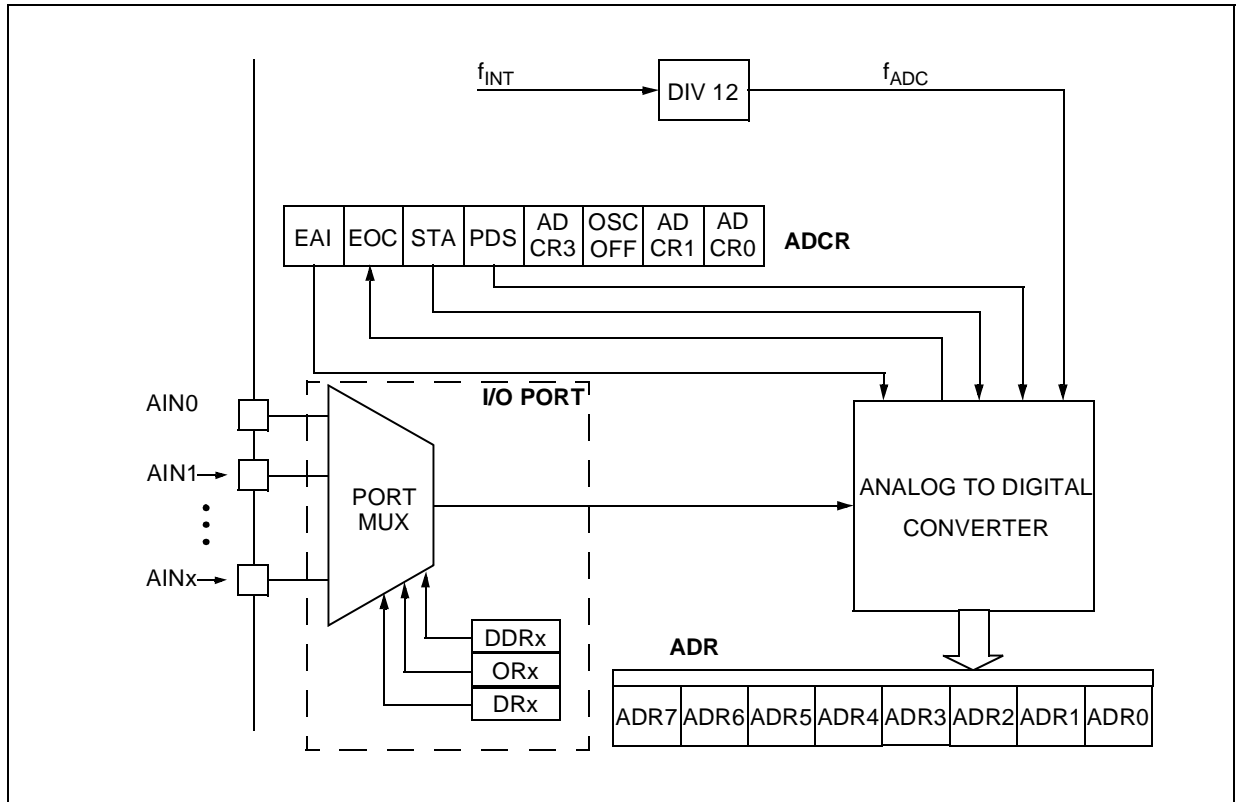 fINT
DIV 12
fADC
EAI
EOC
STA
PDS
AD
CR3
OSC
OFF
AD
CR1
AD
CR0
ADCR
I/O PORT
AIN0
AIN1
AINx
PORT
MUX
ANALOG TO DIGITAL
CONVERTER
DDRx
ORx
DRx
ADR
ADR7
ADR6
ADR5
ADR4
ADR3
ADR2
ADR1
ADR0